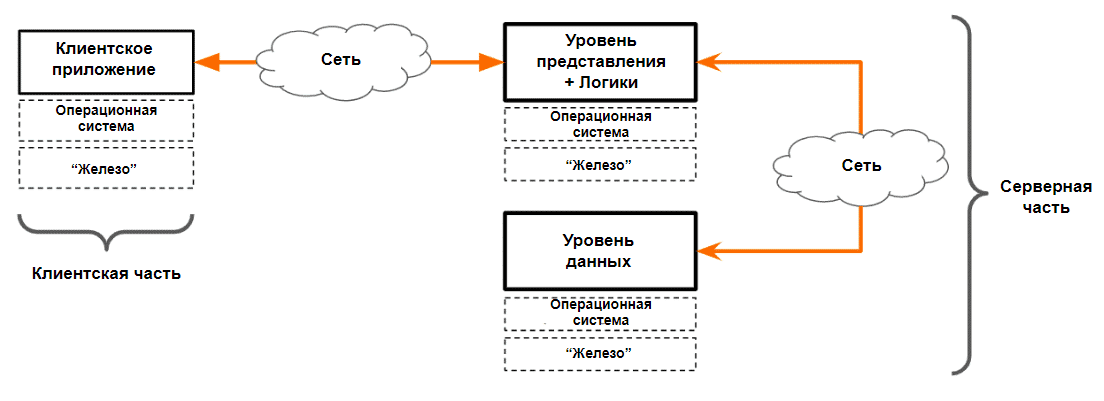 Клиентское
приложение
Операционная
система
“Железо”
Клиентская часть
Сеть
Уровень
представления
+ Логики
Операционная
система
“Железо”
Уровень
данных
Операционная
система
“Железо”
Сеть
Серверная
часть